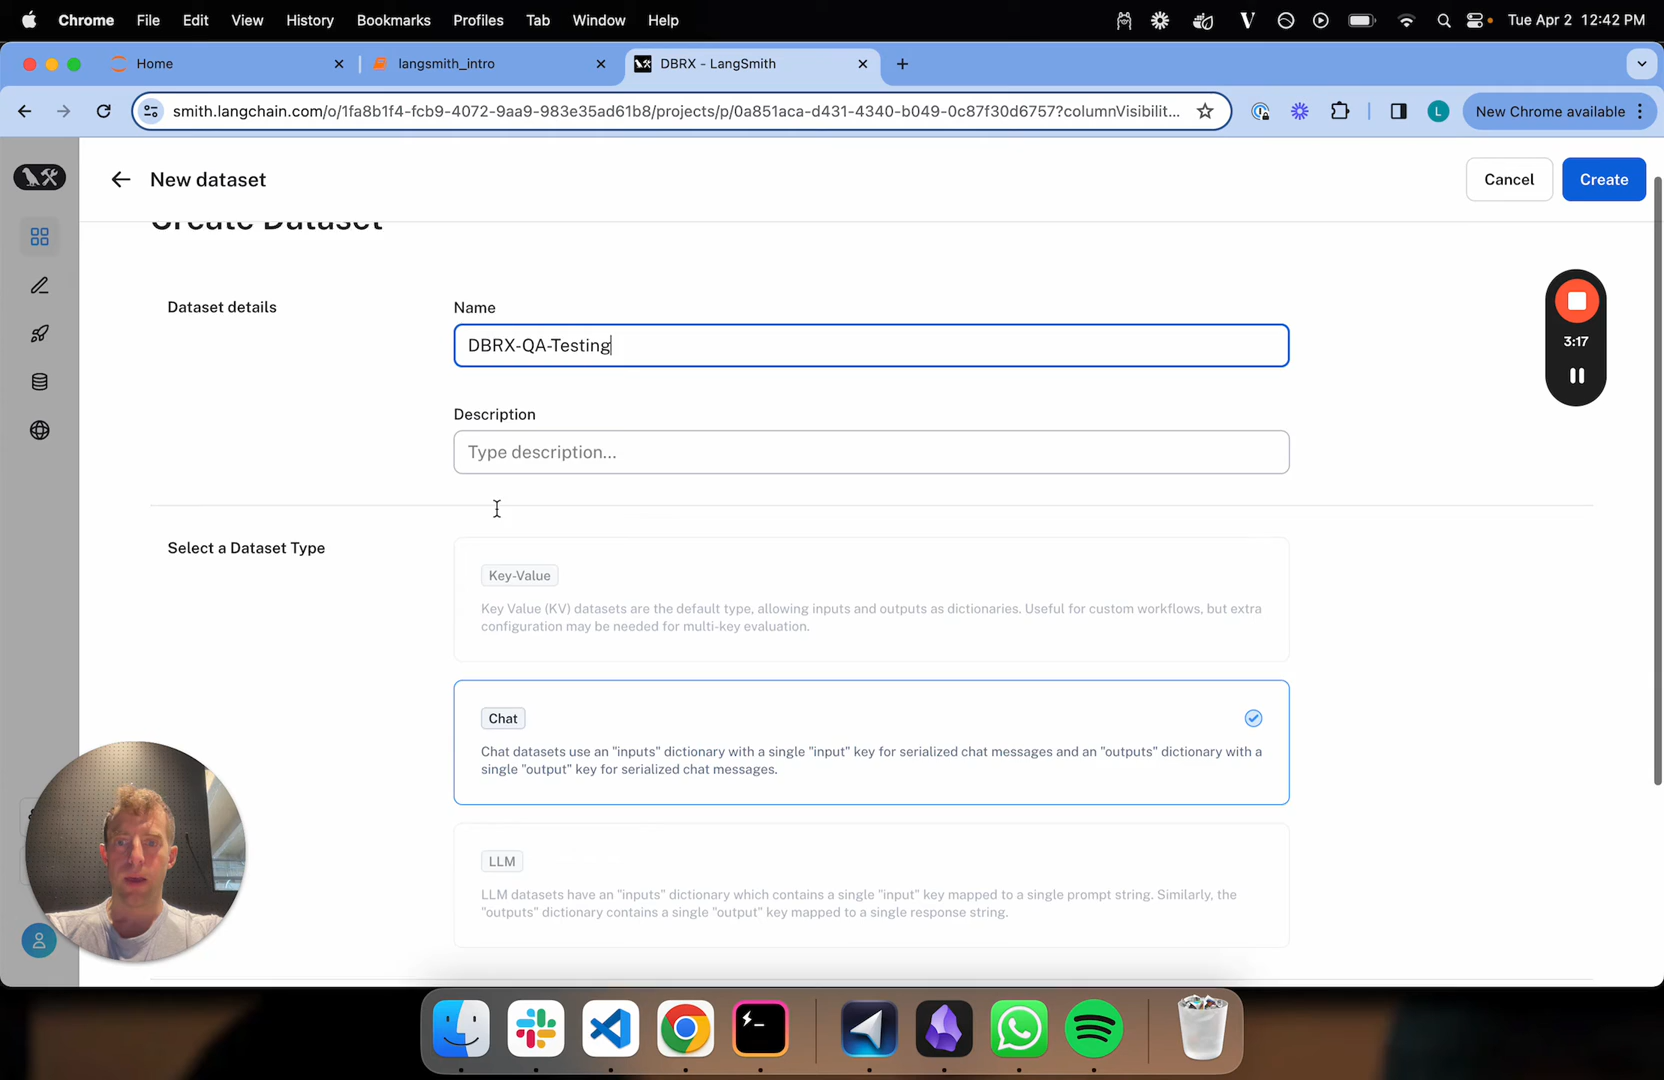 Chrome File Edit View History Bookmarks Profiles Tab Window Help Tue Apr 2 12:42 PM
Home langsmith_intro DBRX - LangSmith
smith.langchain.com/o/1fa8b1f4-fcb9-4072-9aa9-983e35ad61b8/projects/p/0a851aca-d431-4340-b049-0c87f30d6757?columnVisibilit... L New Chrome available
New dataset Cancel Create
Create Dataset
Dataset details Name
DBRX-QA-Testing
3:17
Description
Type description...
Select a Dataset Type
Key-Value
Key Value (KV) datasets are the default type, allowing inputs and outputs as dictionaries. Useful for custom workflows, but extra
configuration may be needed for multi-key evaluation.
Chat
Chat datasets use an "inputs" dictionary with a single "input" key for serialized chat messages and an "outputs" dictionary with a
single "output" key for serialized chat messages.
LLM
LLM datasets have an "inputs" dictionary which contains a single "input" key mapped to a single prompt string. Similarly, the
"outputs" dictionary contains a single "output" key mapped to a single response string.